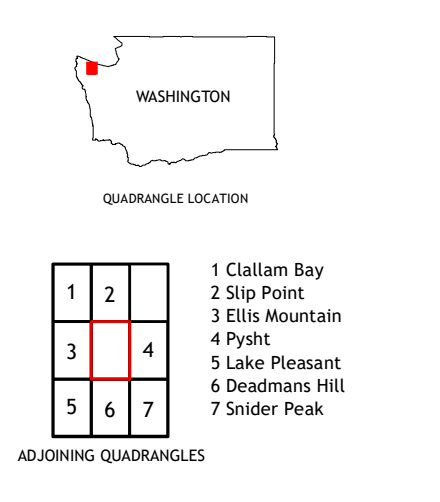 WASHINGTON
QUADRANGLE LOCATION
1 2
3 4
5 6 7
1 Clallam Bay
2 Slip Point
3 Ellis Mountain
4 Pysht
5 Lake Pleasant
6 Deadmans Hill
7 Snider Peak
ADJOINING QUADRANGLES